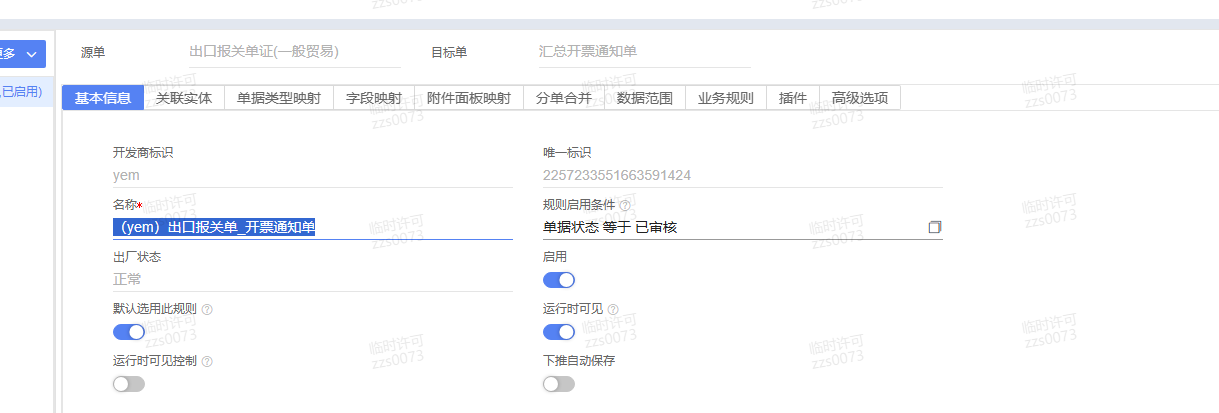 更多
源单
出口报关单证(一般贸易)
目标单
汇总开票通知单
已启用)
基本信息
关联实体
单据类型映射
字段映射
附件面板映射
分单合并
数据范围
业务规则
插件
高级选项
开发商标识
yem
唯一标识
2257233551663591424
名称*
（yem）出口报关单_开票通知单
规则启用条件
单据状态 等于 已审核
出厂状态
正常
启用
默认选用此规则
运行时可见
运行时可见控制
下推自动保存
临时许可
zzs0073